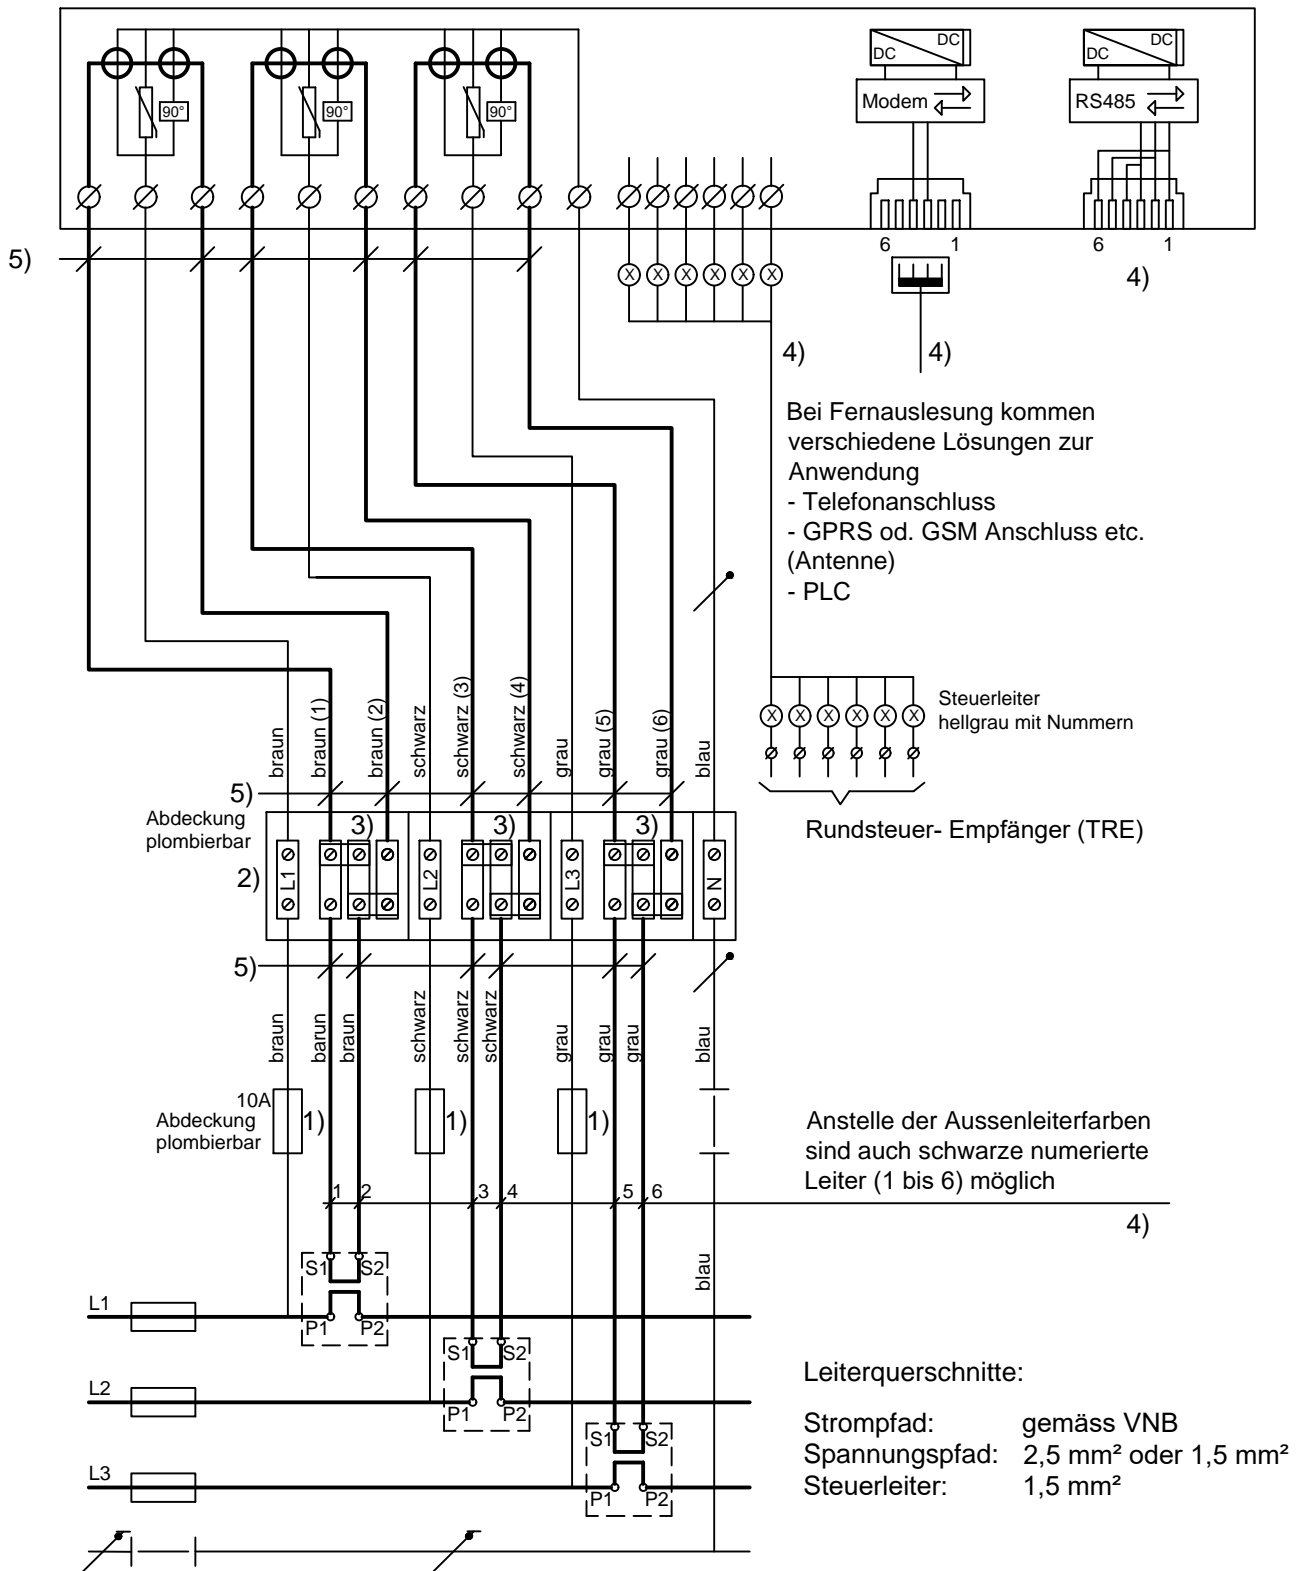 DC DC
DC DC
90°
90°
90°
Modem
RS485
6 1
6 1
5)
4)
4)
4)
Bei Fernauslesung kommen
verschiedene Lösungen zur
Anwendung
- Telefonanschluss
- GPRS od. GSM Anschluss etc.
(Antenne)
- PLC
X X X X X X
X X X X X X
Steuerleiter
hellgrau mit Nummern
Rundsteuer- Empfänger (TRE)
braun
braun (1)
braun (2)
schwarz
schwarz (3)
schwarz (4)
grau
grau (5)
grau (6)
blau
5)
Abdeckung
plombierbar
3) 3) 3)
2)
L1
L2
L3
N
5)
braun
barun
braun
schwarz
schwarz
schwarz
grau
grau
grau
blau
10A
Abdeckung
plombierbar
1) 1) 1)
Anstelle der Aussenleiterfarben
sind auch schwarze numerierte
Leiter (1 bis 6) möglich
1 2 3 4 5 6
4)
blau
S1 S2
L1
P1 P2
S1 S2
L2
P1 P2
S1 S2
L3
P1 P2
Leiterquerschnitte:
Strompfad: gemäss VNB
Spannungspfad: 2,5 mm² oder 1,5 mm²
Steuerleiter: 1,5 mm²